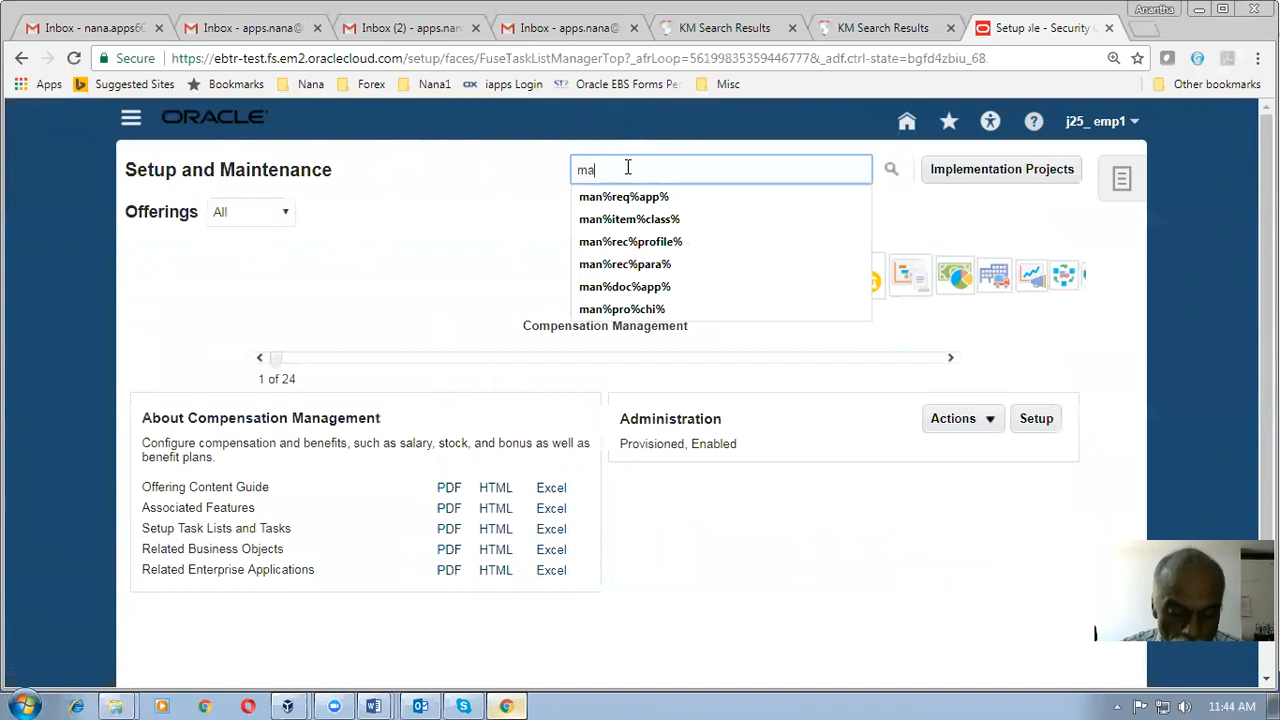 Anantha
Inbox - nana.apps60
Inbox - apps.nana@
Inbox (2) - apps.nan
Inbox - apps.nana@
KM Search Results
KM Search Results
Setup - Security
Secure
https://ebtr-test.fs.em2.oraclecloud.com/setup/faces/FuseTaskListManagerTop?_afrLoop=5619983539446777&_adf.ctrl-state=bgfd4zbiu_68.
Apps
Suggested Sites
Bookmarks
Nana
Forex
Nana1
iapps Login
Oracle EBS Forms Pe
Misc
Other bookmarks
ORACLE
j25_ emp1
Setup and Maintenance
ma
Implementation Projects
Offerings
All
man%req%app%
man%item%class%
man%rec%profile%
man%rec%para%
man%doc%app%
man%pro%chi%
Compensation Management
1 of 24
About Compensation Management
Configure compensation and benefits, such as salary, stock, and bonus as well as
benefit plans.
Offering Content Guide PDF HTML Excel
Associated Features PDF HTML Excel
Setup Task Lists and Tasks PDF HTML Excel
Related Business Objects PDF HTML Excel
Related Enterprise Applications PDF HTML Excel
Administration
Actions
Setup
Provisioned, Enabled
11:44 AM